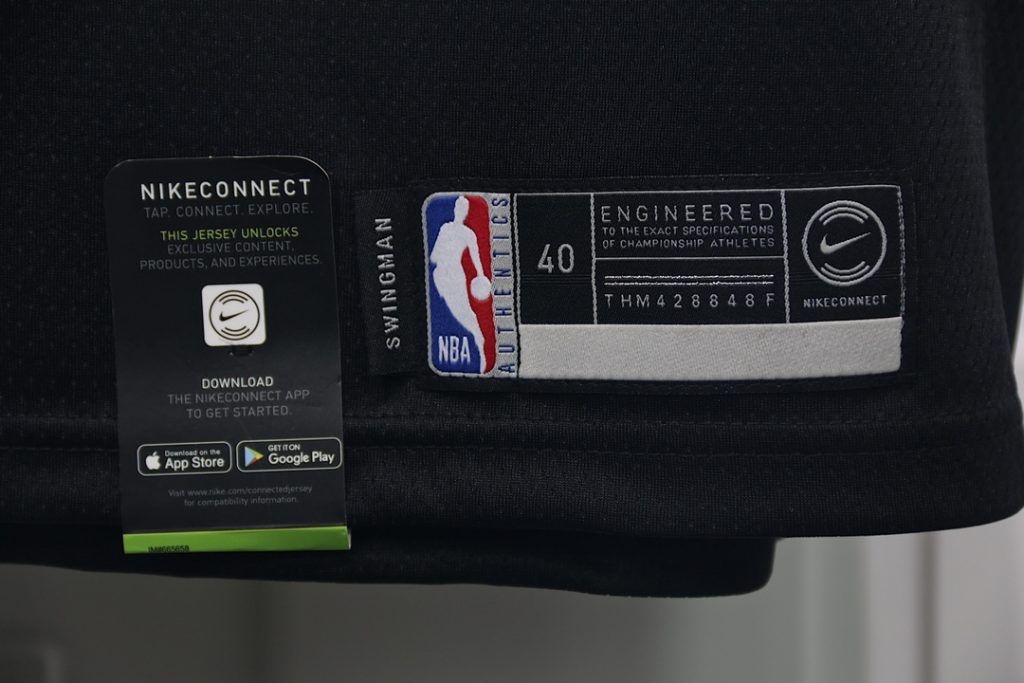 NIKECONNECT
TAP. CONNECT. EXPLORE.
THIS JERSEY UNLOCKS
EXCLUSIVE CONTENT,
PRODUCTS, AND EXPERIENCES.
DOWNLOAD
THE NIKECONNECT APP
TO GET STARTED.
Download on the
App Store
GET IT ON
Google Play
Visit www.nike.com/connectedjersey
for compatibility information.
IM#665658
SWINGMAN
NBA
AUTHENTICS
40
ENGINEERED
TO THE EXACT SPECIFICATIONS
OF CHAMPIONSHIP ATHLETES
THM428848F
NIKECONNECT